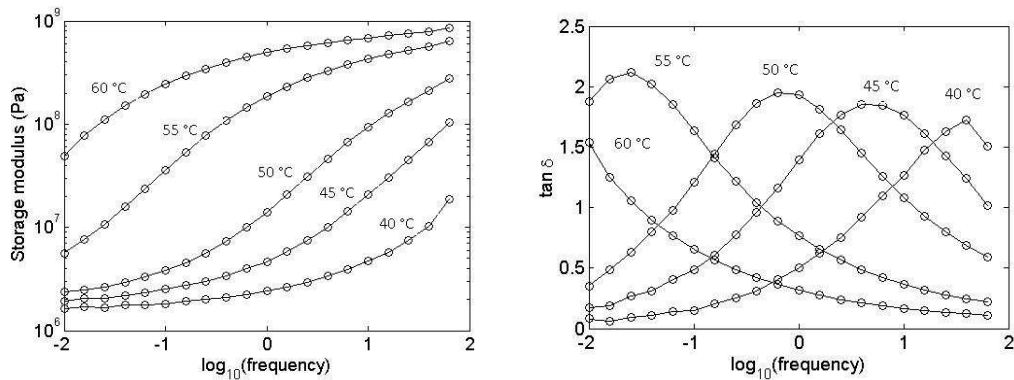 10⁹
10⁸
10⁷
10⁶
Storage modulus (Pa)
60 °C
55 °C
50 °C
45 °C
40 °C
-2 -1 0 1 2
log₁₀(frequency)
2.5
2
1.5
1
0.5
0
tan δ
55 °C
50 °C
45 °C
40 °C
60 °C
-2 -1 0 1 2
log₁₀(frequency)